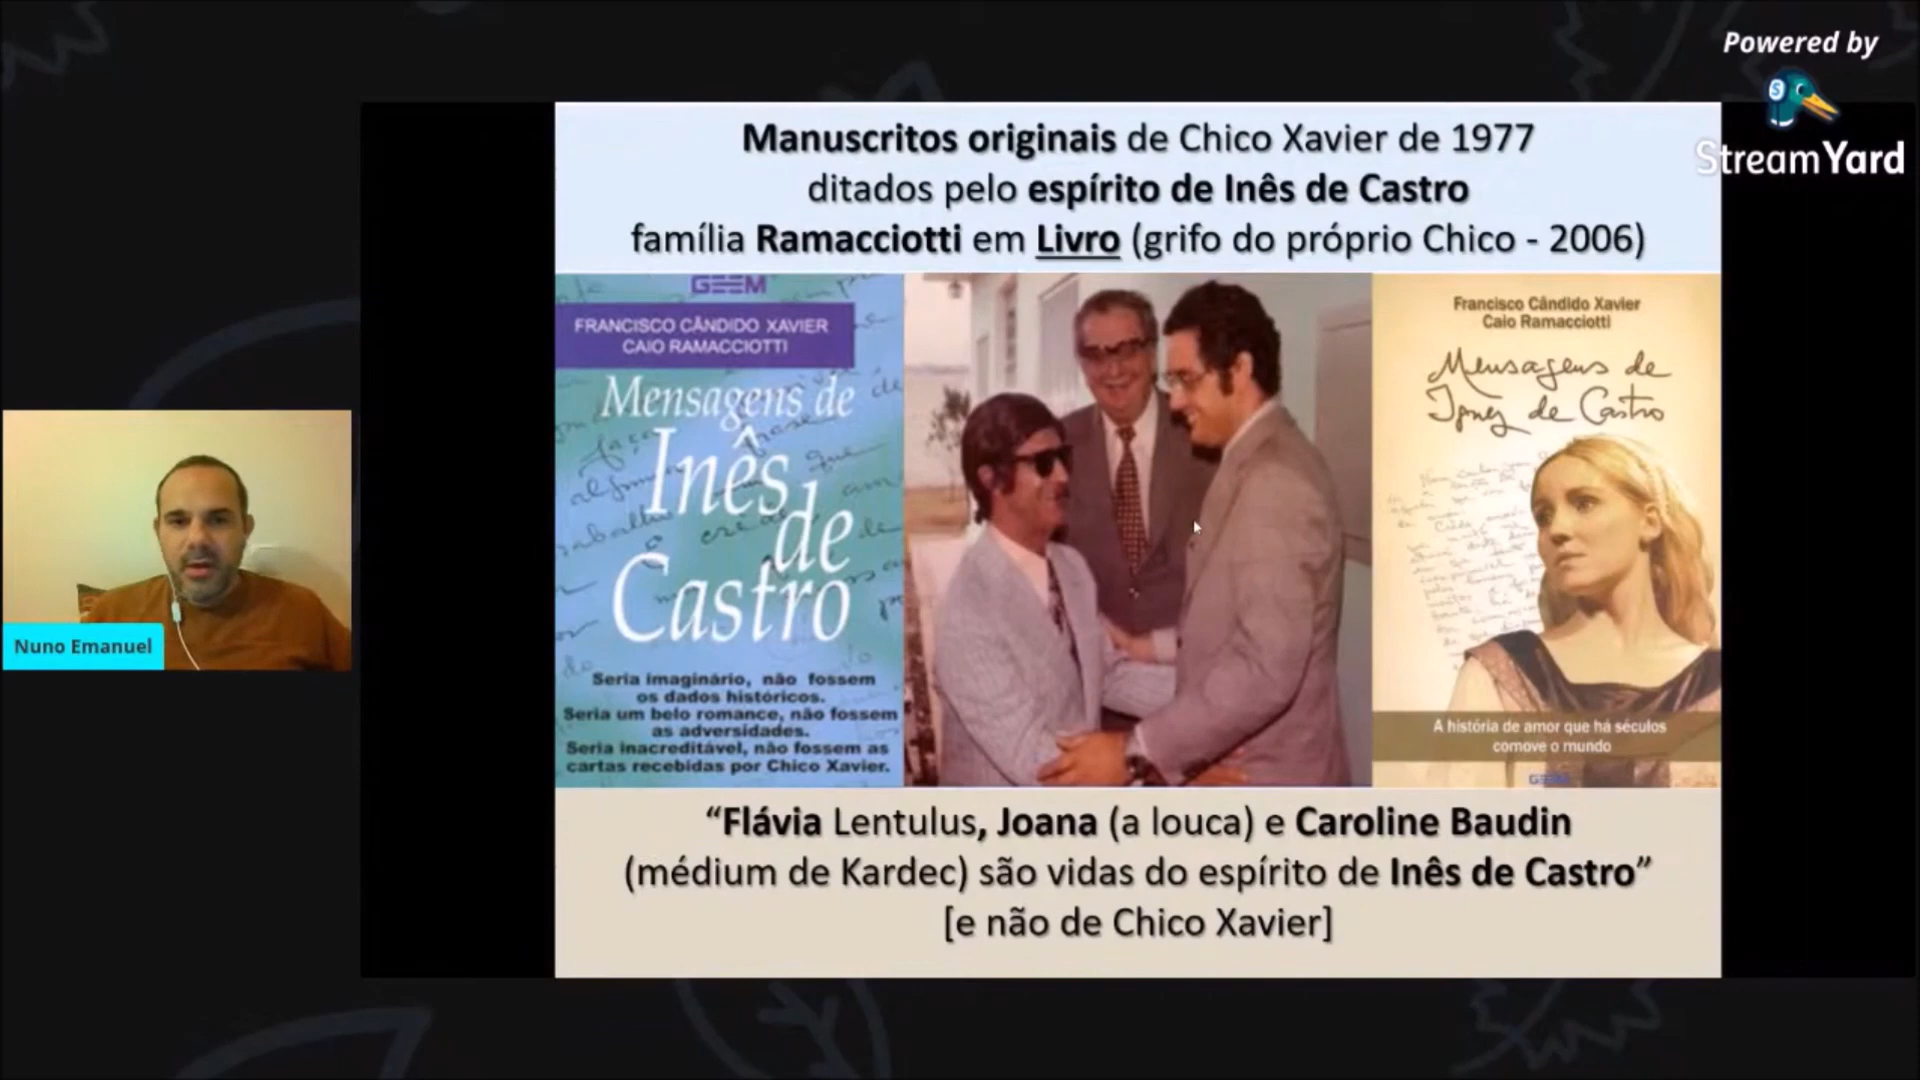 Powered by
StreamYard
Manuscritos originais de Chico Xavier de 1977
ditados pelo espírito de Inês de Castro
família Ramacciotti em Livro (grifo do próprio Chico - 2006)
GEEM
FRANCISCO CÂNDIDO XAVIER
CAIO RAMACCIOTTI
Mensagens de
Inês
de
Castro
Seria imaginário, não fossem
os dados históricos.
Seria um belo romance, não fossem
as adversidades.
Seria inacreditável, não fossem as
cartas recebidas por Chico Xavier.
Francisco Cândido Xavier
Caio Ramacciotti
Mensagens de
Ignez de Castro
A história de amor que há séculos
comove o mundo
GEEM
Nuno Emanuel
“Flávia Lentulus, Joana (a louca) e Caroline Baudin
(médium de Kardec) são vidas do espírito de Inês de Castro”
[e não de Chico Xavier]